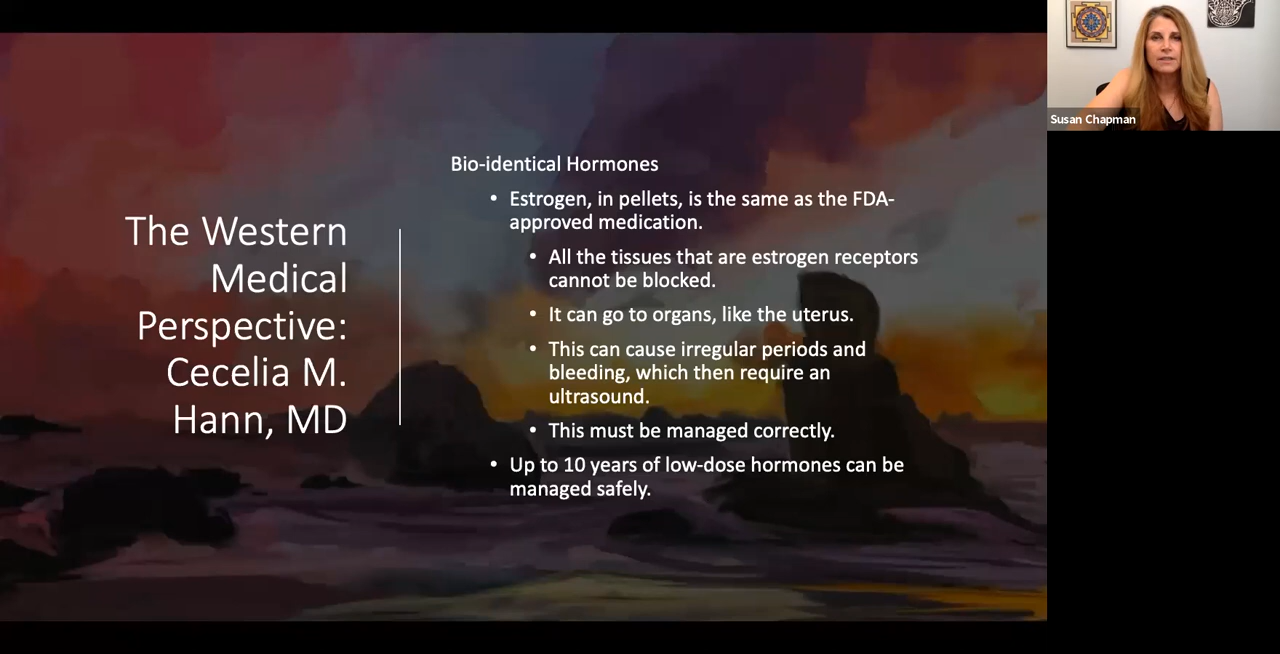 The Western
Medical
Perspective:
Cecelia M.
Hann, MD
Bio-identical Hormones
• Estrogen, in pellets, is the same as the FDA-
approved medication.
• All the tissues that are estrogen receptors
cannot be blocked.
• It can go to organs, like the uterus.
• This can cause irregular periods and
bleeding, which then require an
ultrasound.
• This must be managed correctly.
• Up to 10 years of low-dose hormones can be
managed safely.
Susan Chapman